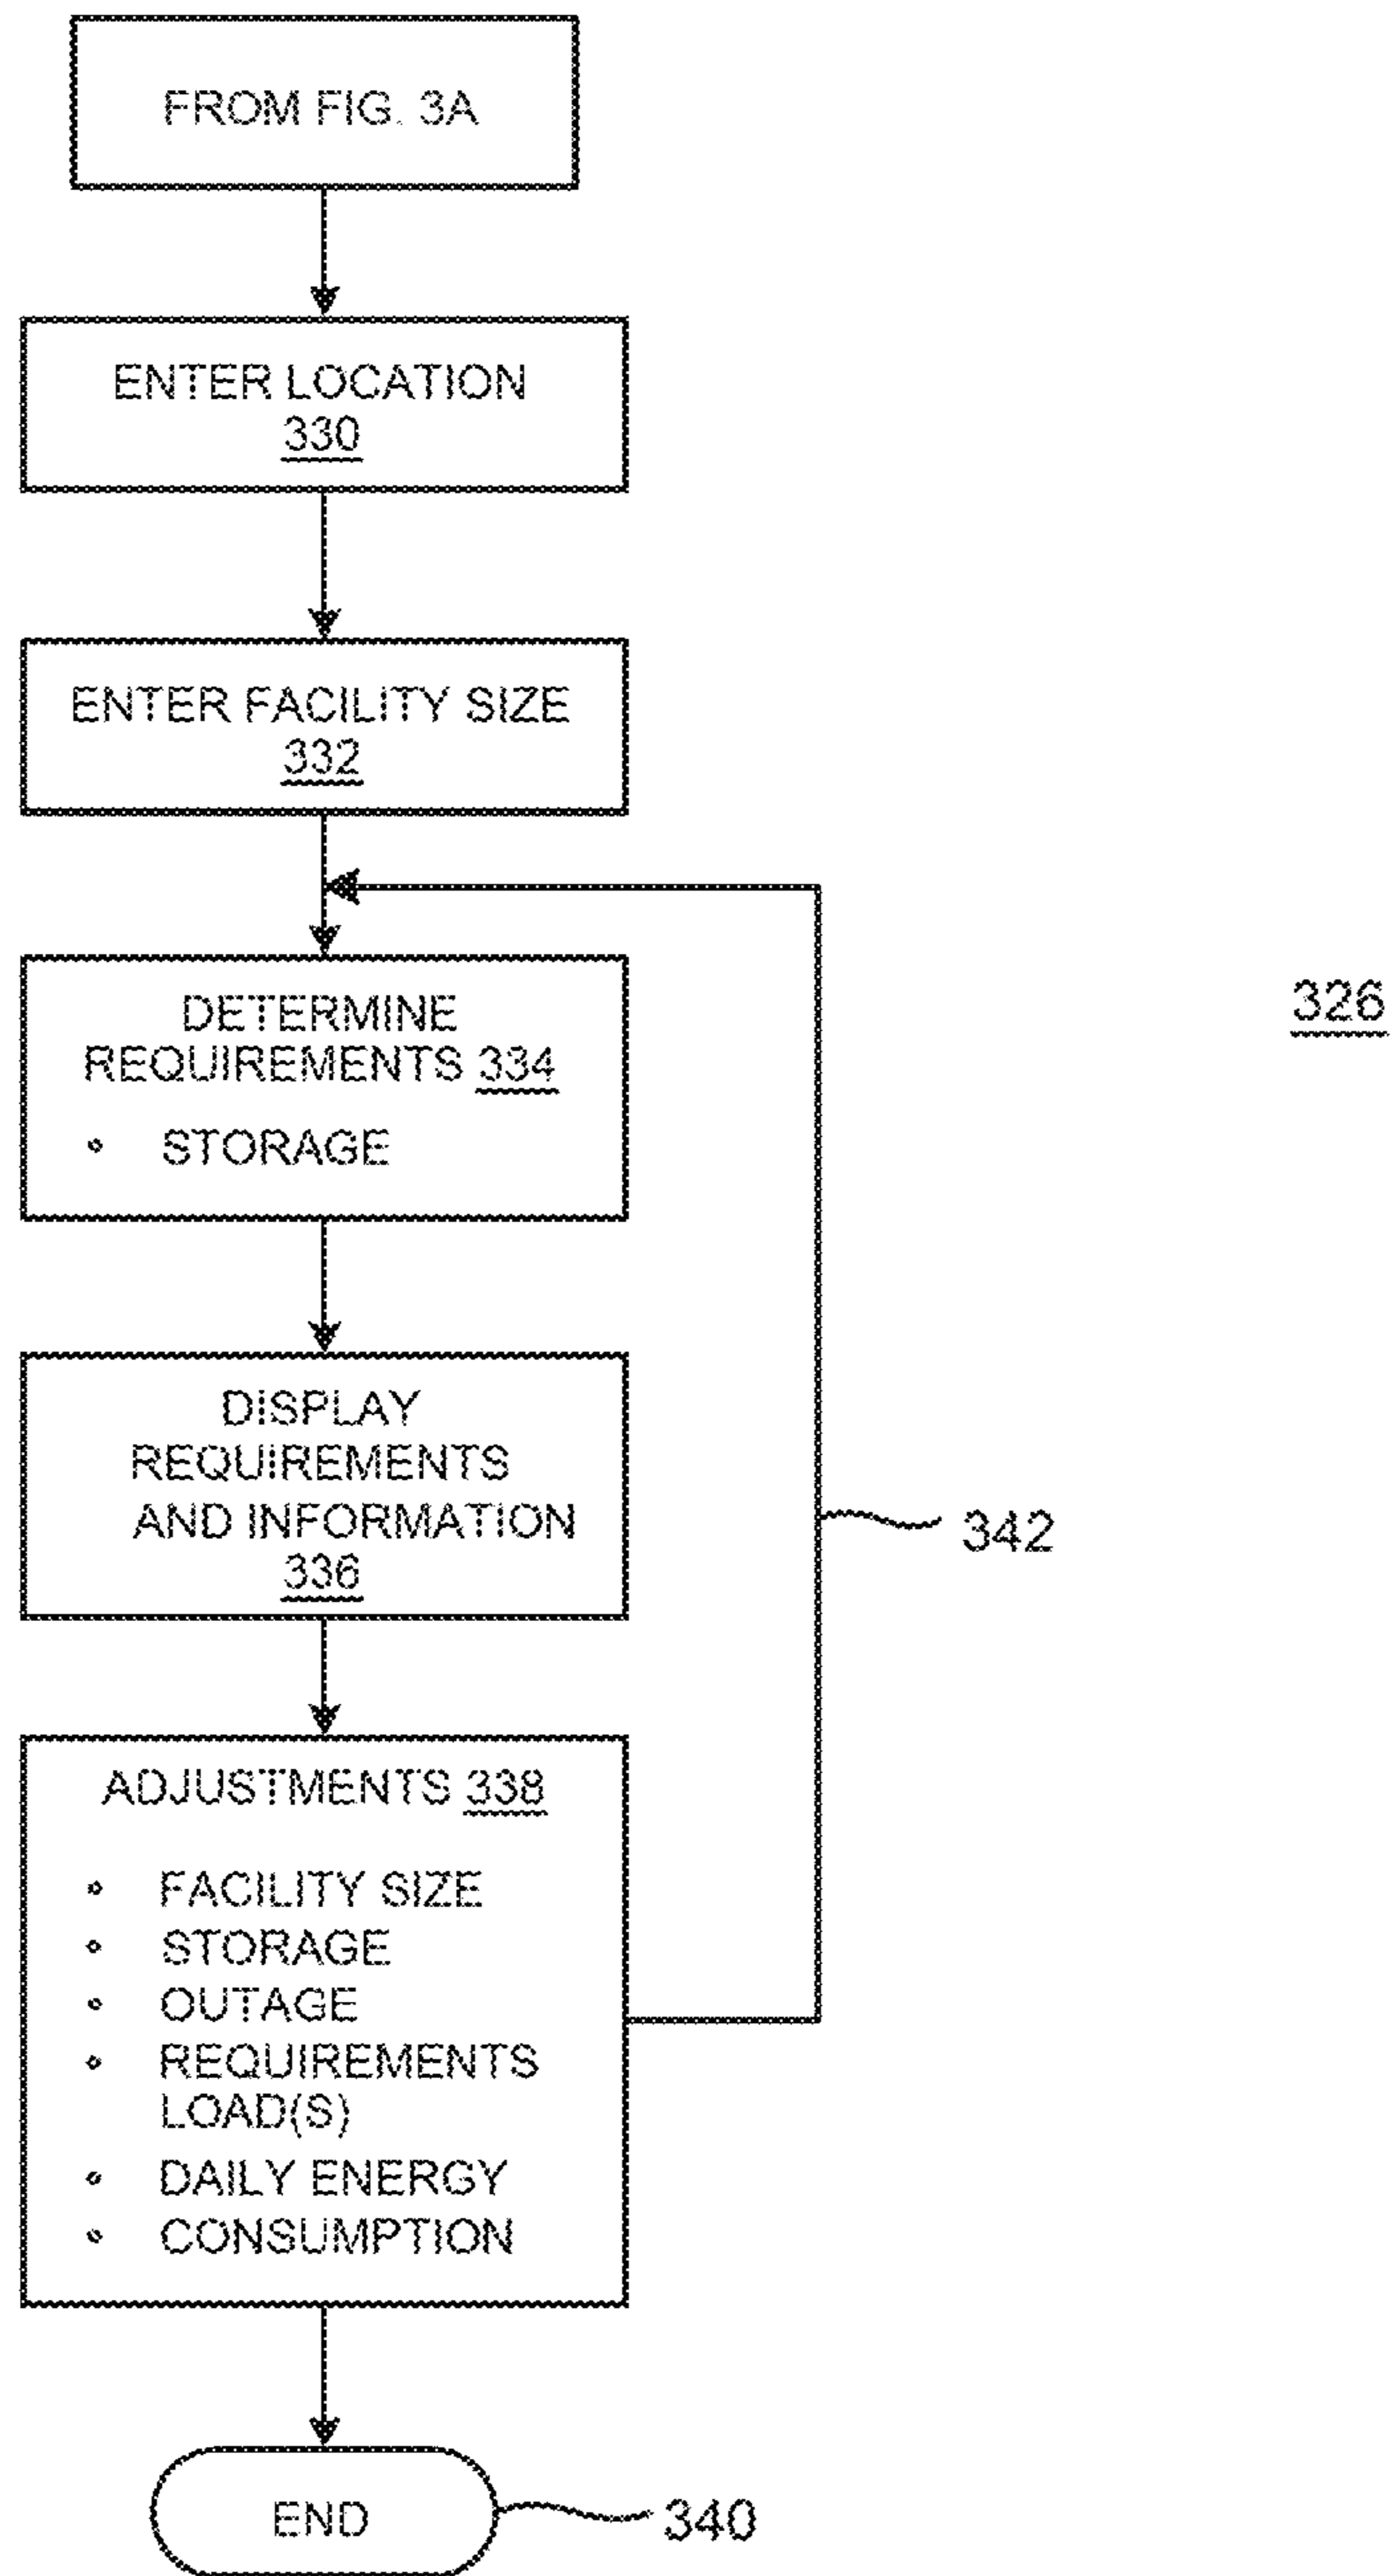 FROM FIG. 3A
ENTER LOCATION
330
ENTER FACILITY SIZE
332
DETERMINE
REQUIREMENTS 334
• STORAGE
326
DISPLAY
REQUIREMENTS
AND INFORMATION
336
342
ADJUSTMENTS 338
• FACILITY SIZE
• STORAGE
• OUTAGE
• REQUIREMENTS
LOAD(S)
• DAILY ENERGY
• CONSUMPTION
END
340